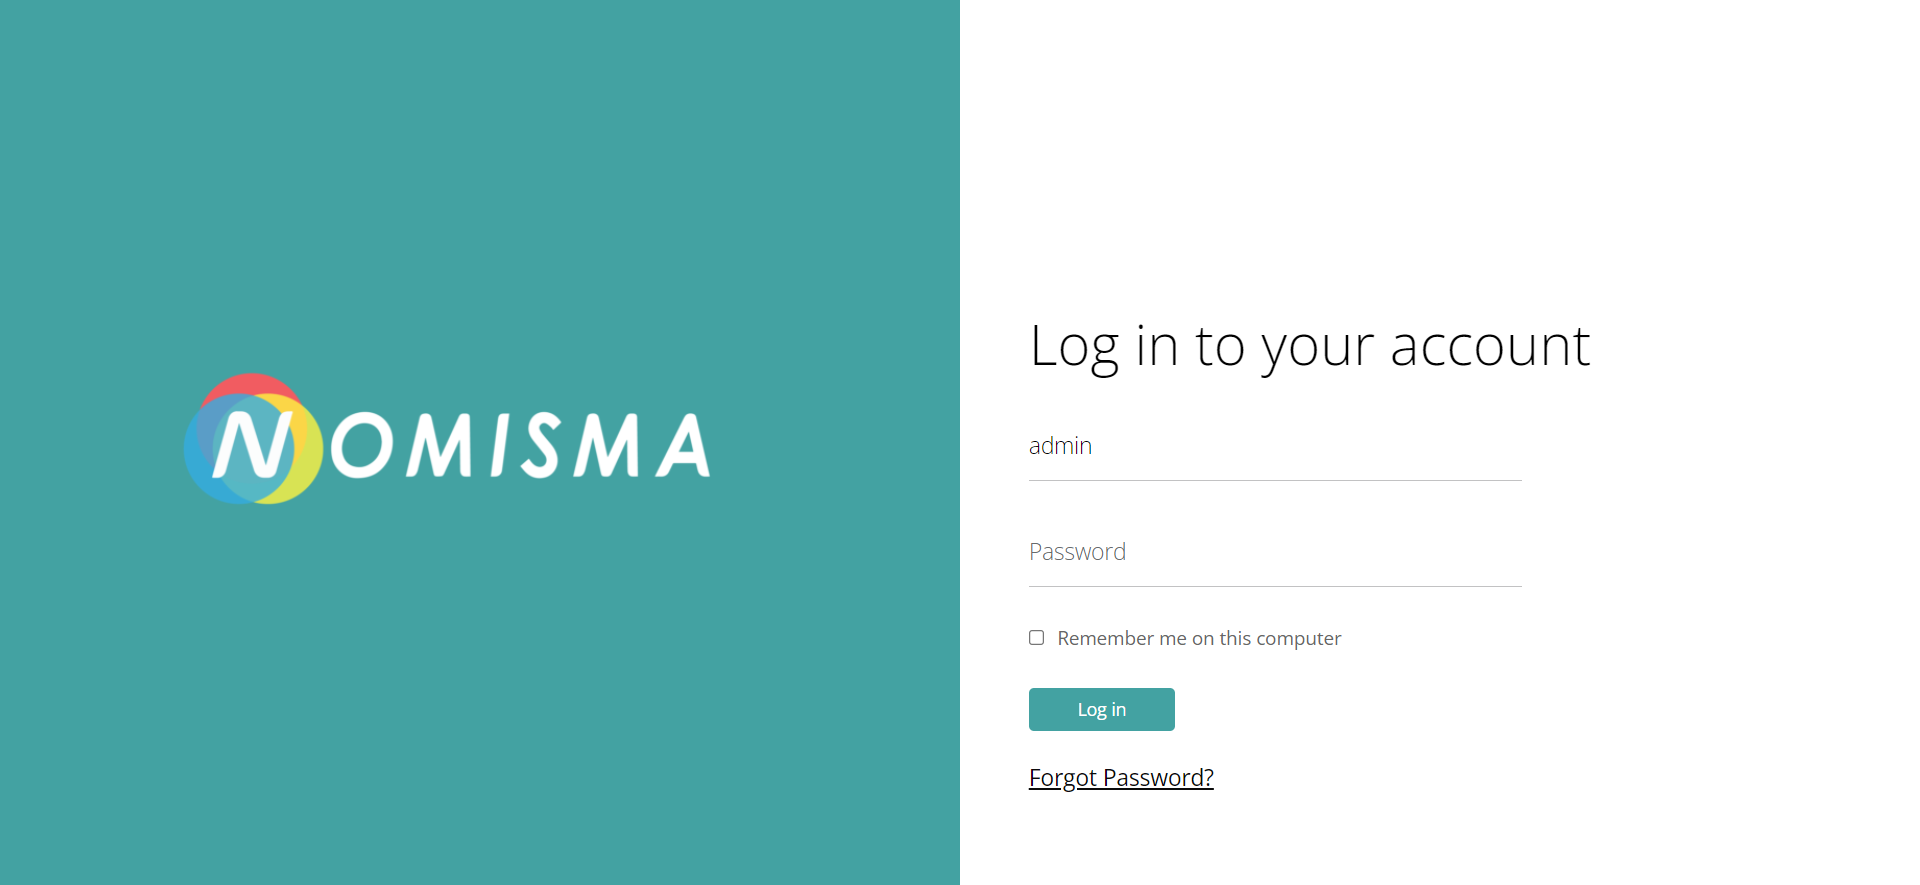 NOMISMA
Log in to your account
admin
Password
Remember me on this computer
Log in
Forgot Password?